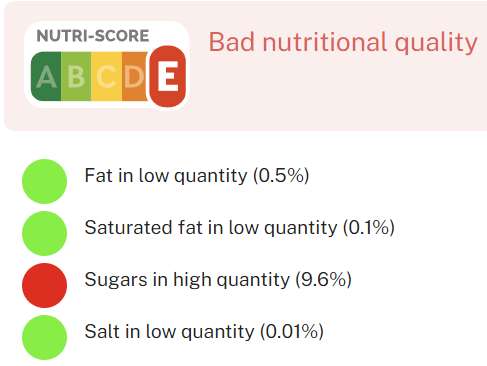 NUTRI-SCORE
A B C D E
Bad nutritional quality
Fat in low quantity (0.5%)
Saturated fat in low quantity (0.1%)
Sugars in high quantity (9.6%)
Salt in low quantity (0.01%)